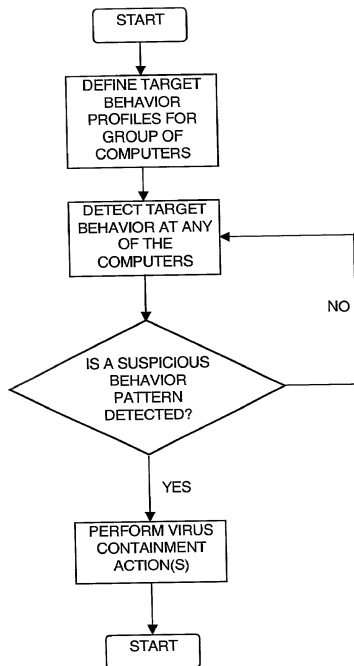 START
DEFINE TARGET
BEHAVIOR
PROFILES FOR
GROUP OF
COMPUTERS
DETECT TARGET
BEHAVIOR AT ANY
OF THE
COMPUTERS
NO
IS A SUSPICIOUS
BEHAVIOR
PATTERN
DETECTED?
YES
PERFORM VIRUS
CONTAINMENT
ACTION(S)
START